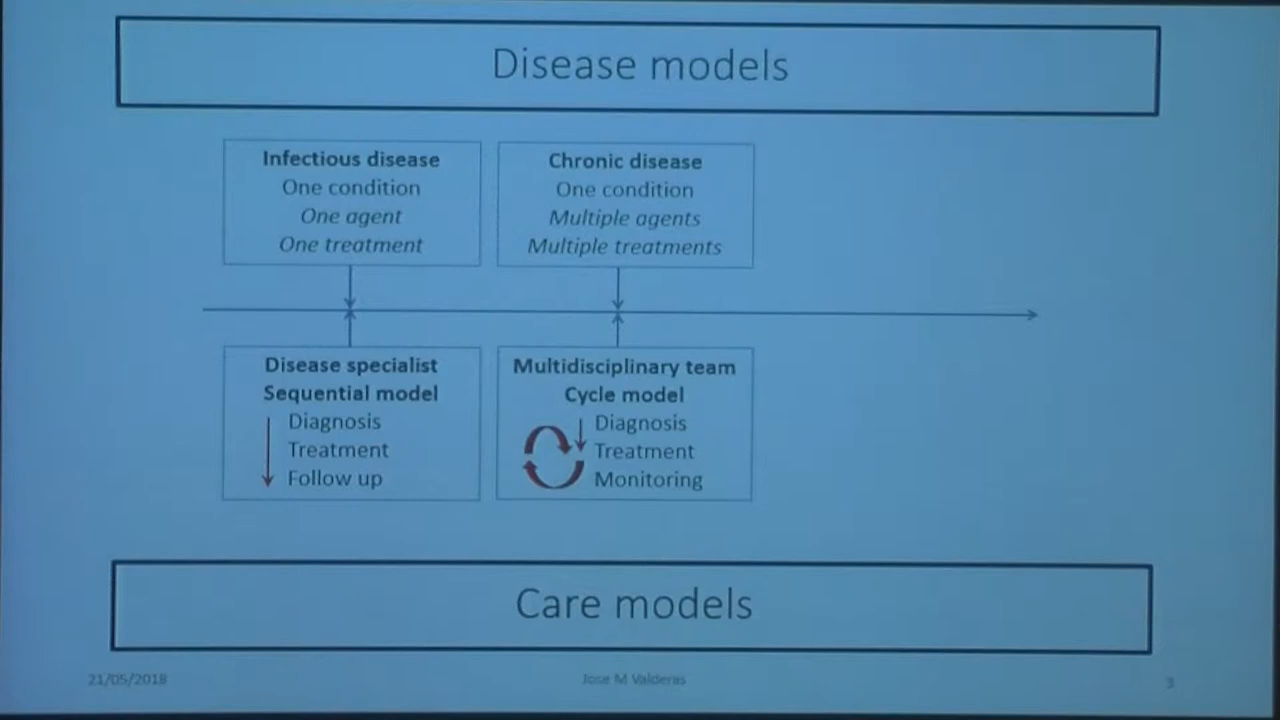 Disease models
Infectious disease
One condition
One agent
One treatment
Chronic disease
One condition
Multiple agents
Multiple treatments
Disease specialist
Sequential model
Diagnosis
Treatment
Follow up
Multidisciplinary team
Cycle model
Diagnosis
Treatment
Monitoring
Care models
21/05/2018
Jose M Valderas
3